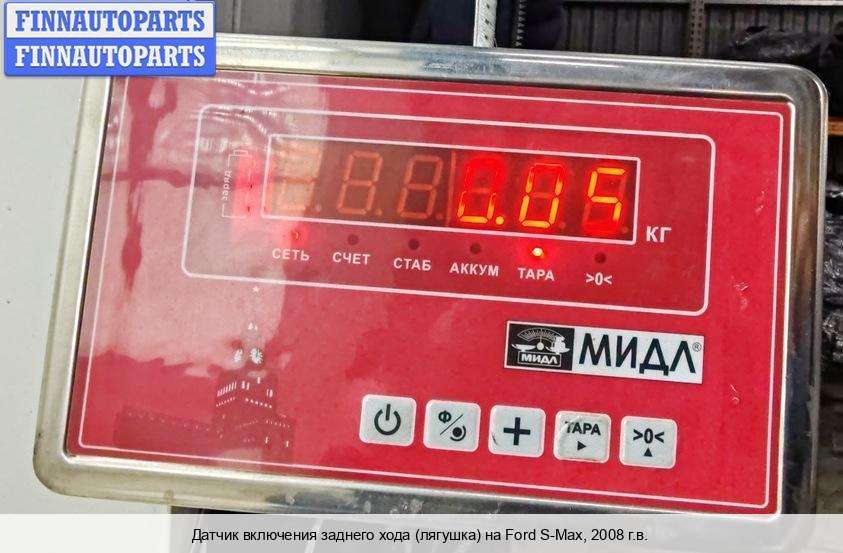 FINNAUTOPARTS
FINNAUTOPARTS
заряд
0.05
КГ
СЕТЬ СЧЕТ СТАБ АККУМ ТАРА >0<
МИДЛ МИДЛ®
Ф ТАРА >0<
Датчик включения заднего хода (лягушка) на Ford S-Max, 2008 г.в.